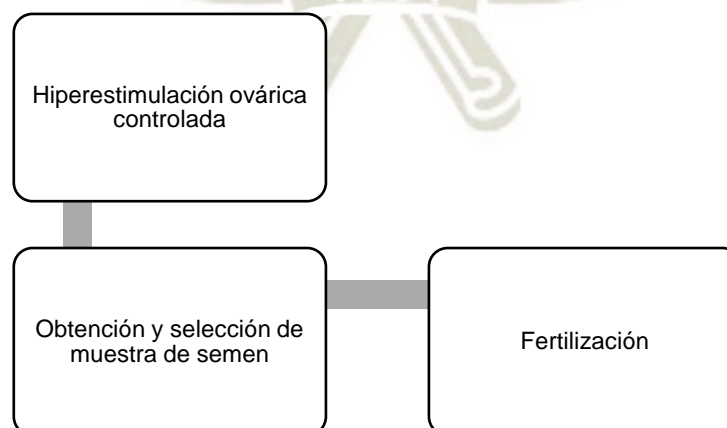 Hiperestimulación ovárica
controlada
Obtención y selección de
muestra de semen
Fertilización